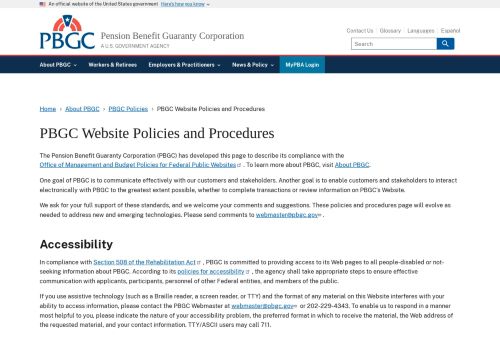 An official website of the United States government Here's how you know
PBGC
Pension Benefit Guaranty Corporation
A U.S. GOVERNMENT AGENCY
Contact Us Glossary Languages Español
Search
About PBGC Workers & Retirees Employers & Practitioners News & Policy MyPBA Login
Home > About PBGC > PBGC Policies > PBGC Website Policies and Procedures
PBGC Website Policies and Procedures
The Pension Benefit Guaranty Corporation (PBGC) has developed this page to describe its compliance with the
Office of Management and Budget Policies for Federal Public Websites . To learn more about PBGC, visit About PBGC.
One goal of PBGC is to communicate effectively with our customers and stakeholders. Another goal is to enable customers and stakeholders to interact
electronically with PBGC to the greatest extent possible, whether to complete transactions or review information on PBGC's Website.
We ask for your full support of these standards, and we welcome your comments and suggestions. These policies and procedures page will evolve as
needed to address new and emerging technologies. Please send comments to webmaster@pbgc.gov .
Accessibility
In compliance with Section 508 of the Rehabilitation Act , PBGC is committed to providing access to its Web pages to all people-disabled or not-
seeking information about PBGC. According to its policies for accessibility , the agency shall take appropriate steps to ensure effective
communication with applicants, participants, personnel of other Federal entities, and members of the public.
If you use assistive technology (such as a Braille reader, a screen reader, or TTY) and the format of any material on this Website interferes with your
ability to access information, please contact the PBGC Webmaster at webmaster@pbgc.gov or 202-229-4343. To enable us to respond in a manner
most helpful to you, please indicate the nature of your accessibility problem, the preferred format in which to receive the material, the Web address of
the requested material, and your contact information. TTY/ASCII users may call 711.